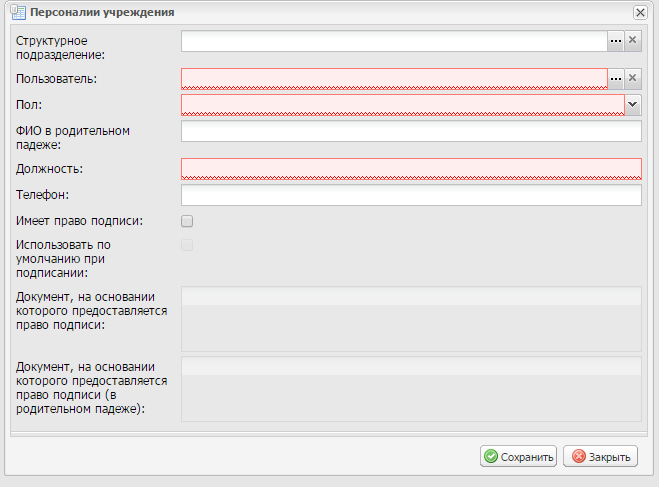 Персоналии учреждения
Структурное
подразделение:
Пользователь:
Пол:
ФИО в родительном
падеже:
Должность:
Телефон:
Имеет право подписи:
Использовать по
умолчанию при
подписании:
Документ, на основании
которого предоставляется
право подписи:
Документ, на основании
которого предоставляется
право подписи (в
родительном падеже):
Сохранить
Закрыть